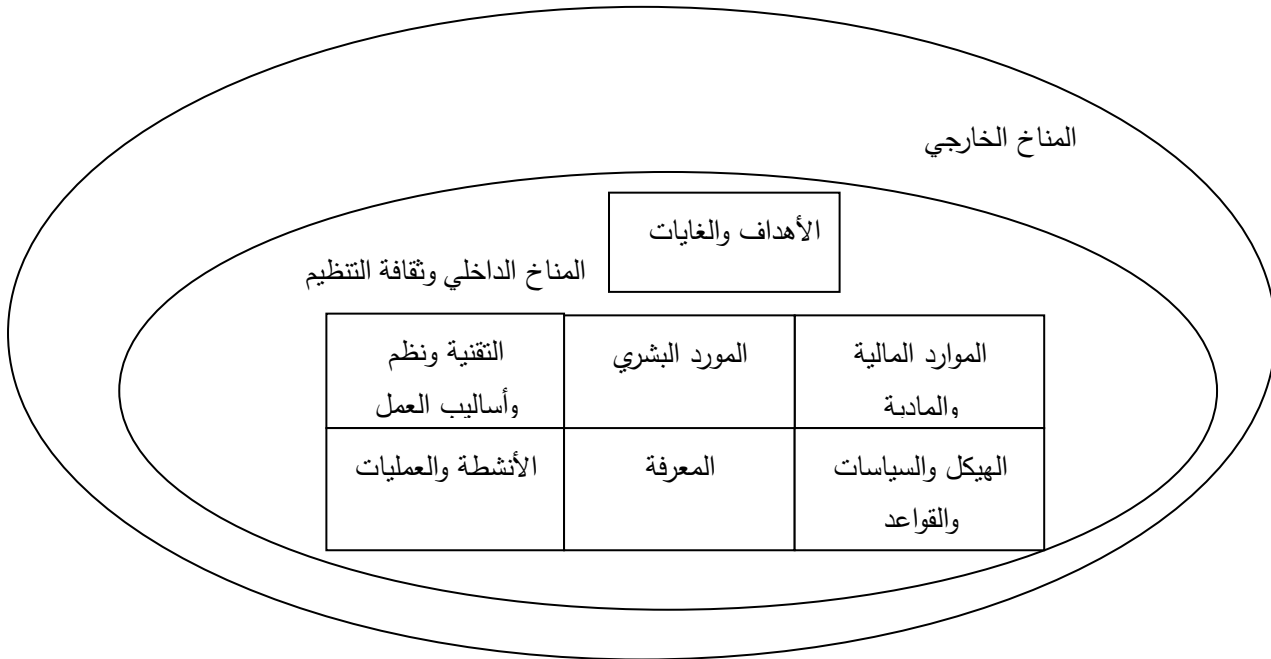 المناخ الخارجي
الأهداف والغايات
المناخ الداخلي وثقافة التنظيم
الموارد المالية
والمادية
المورد البشري
التقنية ونظم
وأساليب العمل
الهيكل والسياسات
والقواعد
المعرفة
الأنشطة والعمليات